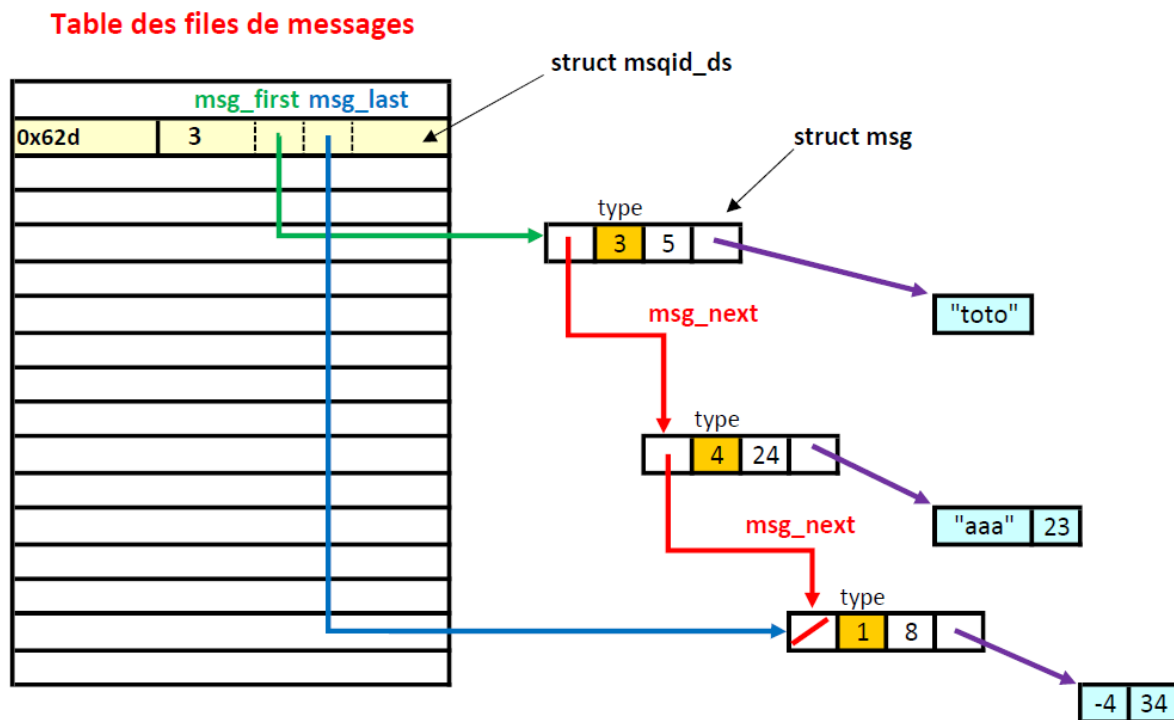 Table des files de messages
struct msqid_ds
msg_first msg_last
0x62d 3
struct msg
type
3 5
"toto"
msg_next
type
4 24
"aaa" 23
msg_next
type
1 8
-4 34